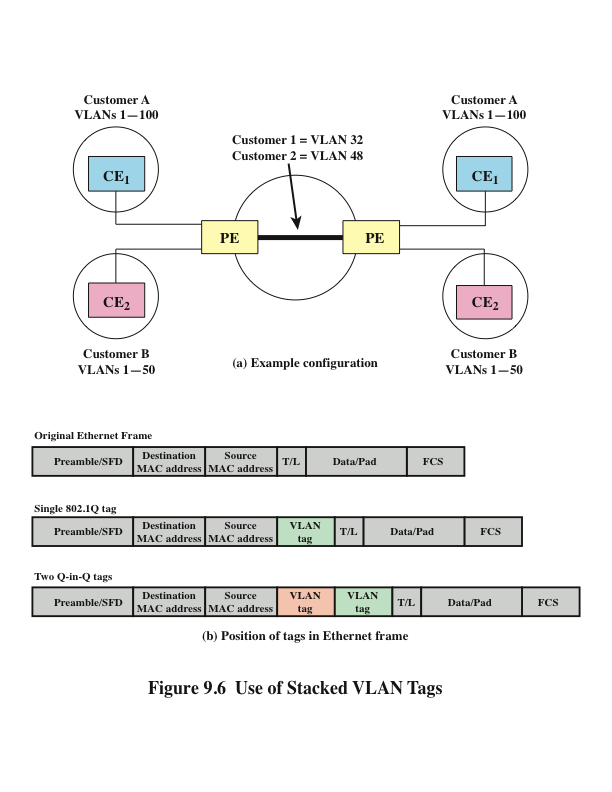 Customer A
VLANs 1—100
Customer A
VLANs 1—100
Customer 1 = VLAN 32
Customer 2 = VLAN 48
CE1
CE1
PE
PE
CE2
CE2
Customer B
VLANs 1—50
(a) Example configuration
Customer B
VLANs 1—50
Original Ethernet Frame
Preamble/SFD
Destination
MAC address
Source
MAC address
T/L
Data/Pad
FCS
Single 802.1Q tag
Preamble/SFD
Destination
MAC address
Source
MAC address
VLAN
tag
T/L
Data/Pad
FCS
Two Q-in-Q tags
Preamble/SFD
Destination
MAC address
Source
MAC address
VLAN
tag
VLAN
tag
T/L
Data/Pad
FCS
(b) Position of tags in Ethernet frame
Figure 9.6 Use of Stacked VLAN Tags